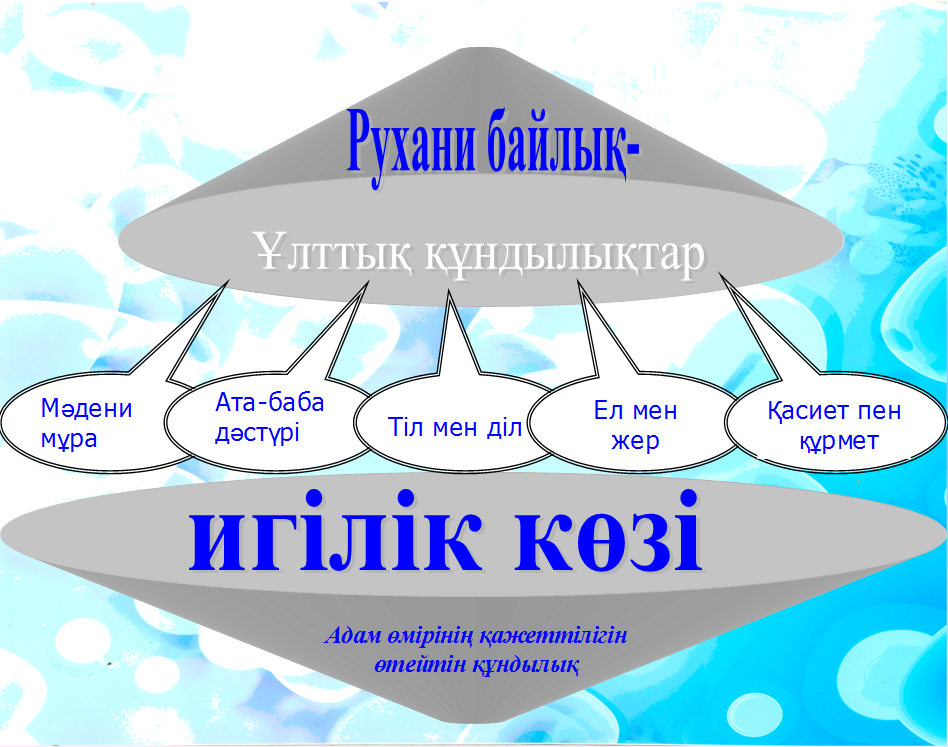 Рухани байлық-
Ұлттық құндылықтар
Мәдени
мұра
Ата-баба
дәстүрі
Тіл мен діл
Ел мен
жер
Қасиет пен
құрмет
игілік көзі
Адам өмірінің қажеттілігін
өтейтін құндылық